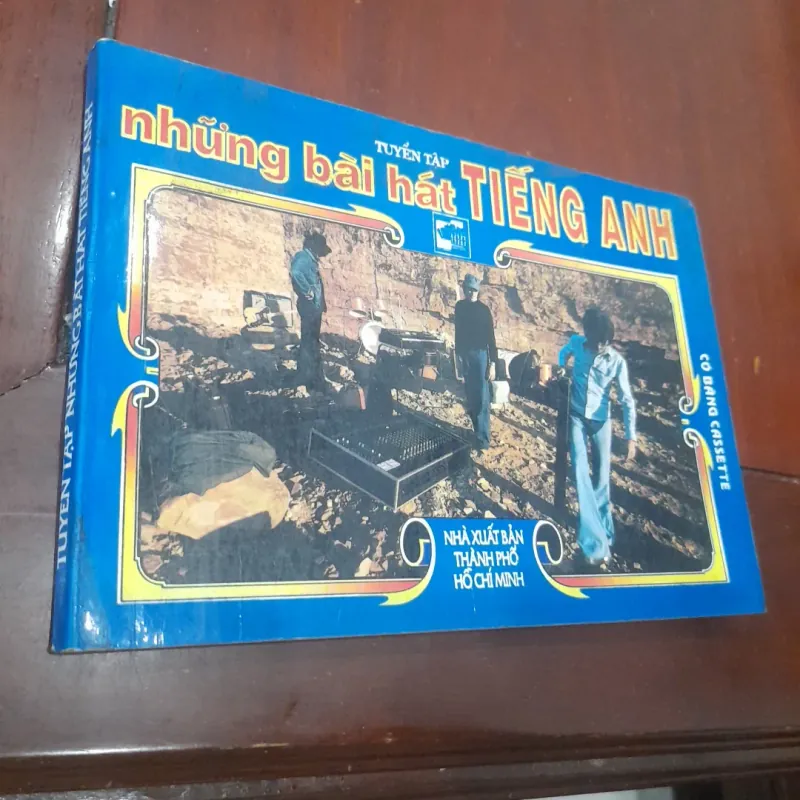 TUYỂN TẬP
những bài hát TIẾNG ANH
CÓ BĂNG CASSETTE
NHÀ XUẤT BẢN
THÀNH PHỐ
HỒ CHÍ MINH
TUYỂN TẬP NHỮNG BÀI HÁT TIẾNG ANH